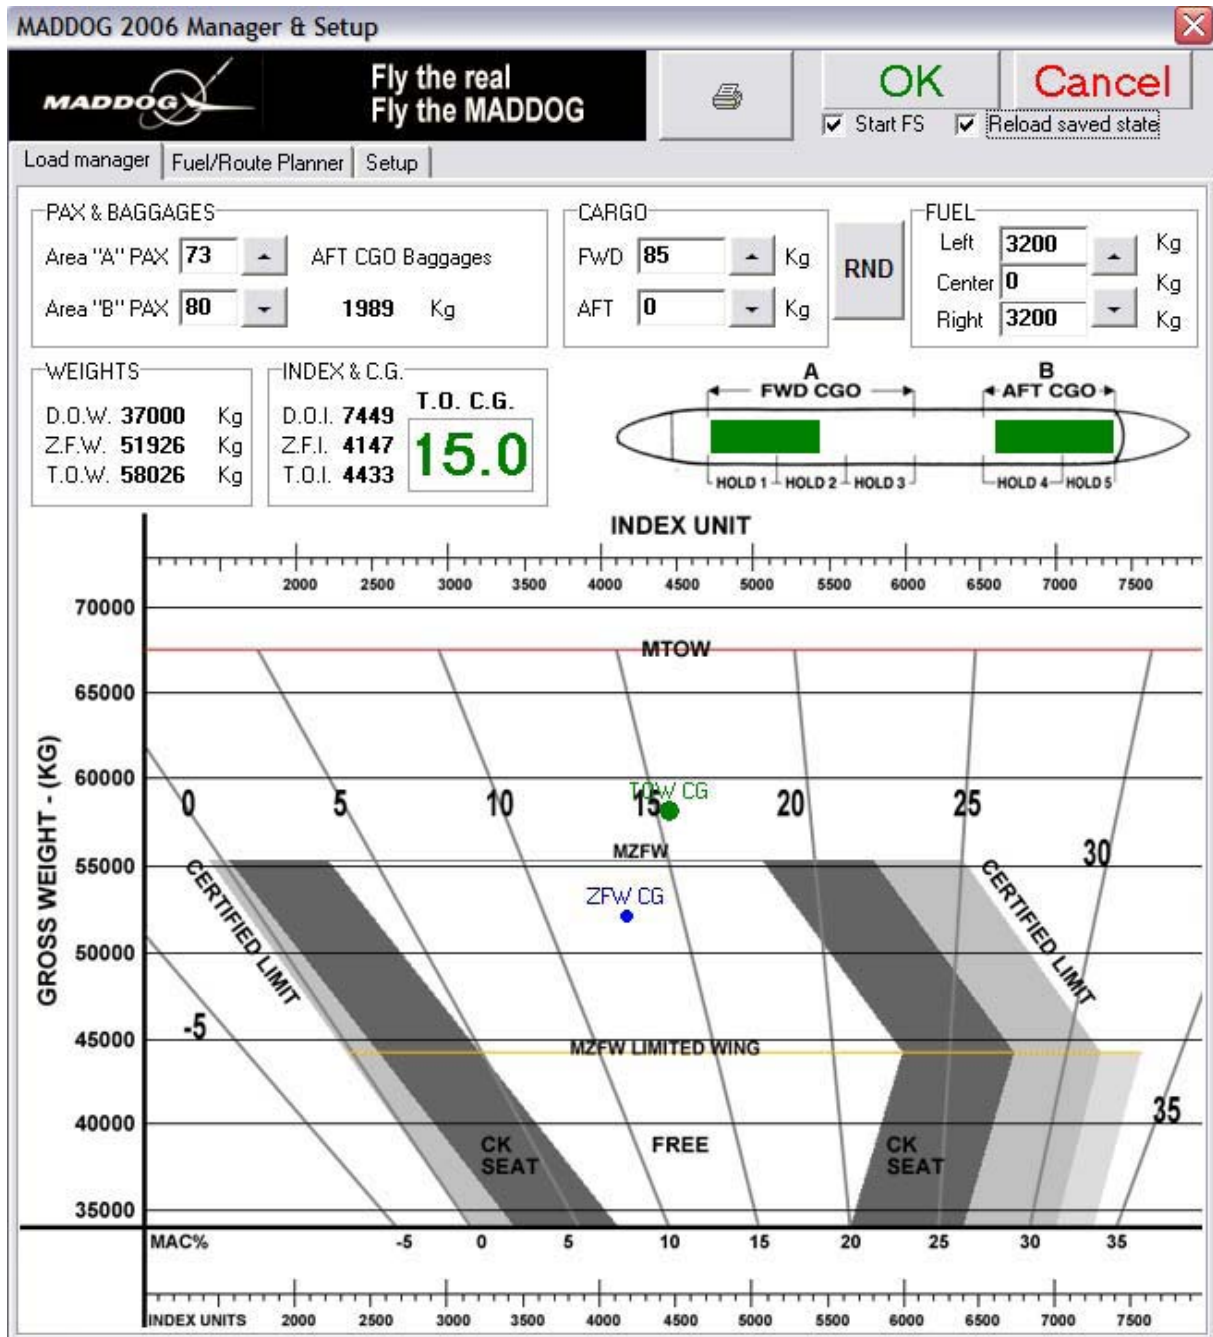 MADDOG 2006 Manager & Setup
MADDOG
Fly the real
Fly the MADDOG
OK
Cancel
Start FS
Reload saved state
Load manager
Fuel/Route Planner
Setup
PAX & BAGGAGES
Area "A" PAX 73 AFT CGO Baggages
Area "B" PAX 80 1989 Kg
CARGO
FWD 85 Kg
AFT 0 Kg
RND
FUEL
Left 3200 Kg
Center 0 Kg
Right 3200 Kg
WEIGHTS
D.O.W. 37000 Kg
Z.F.W. 51926 Kg
T.O.W. 58026 Kg
INDEX & C.G.
D.O.I. 7449
Z.F.I. 4147
T.O.I. 4433
T.O. C.G.
15.0
A B
FWD CGO AFT CGO
HOLD 1 HOLD 2 HOLD 3 HOLD 4 HOLD 5
INDEX UNIT
2000 2500 3000 3500 4000 4500 5000 5500 6000 6500 7000 7500
70000
MTOW
65000
60000
TOW CG
0 5 10 15 20 25
MZFW
30
55000
CERTIFIED LIMIT
CERTIFIED LIMIT
ZFW CG
GROSS WEIGHT - (KG)
50000
-5
45000
MZFW LIMITED WING
40000
35
CK SEAT
FREE
CK SEAT
35000
MAC% -5 0 5 10 15 20 25 30 35
INDEX UNITS 2000 2500 3000 3500 4000 4500 5000 5500 6000 6500 7000 7500